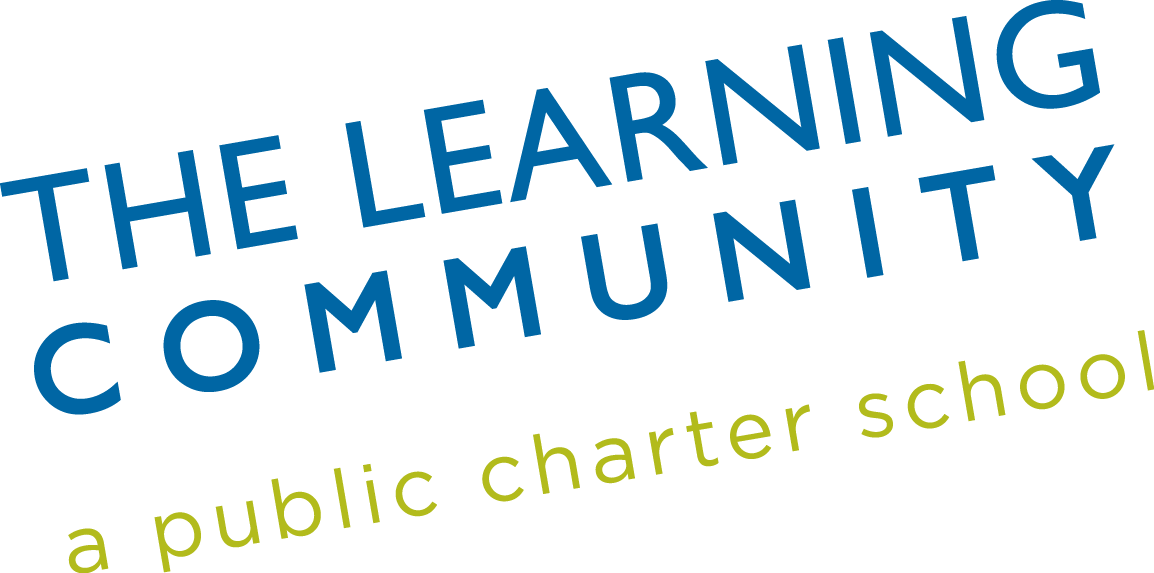 THE LEARNING
COMMUNITY
a public charter school